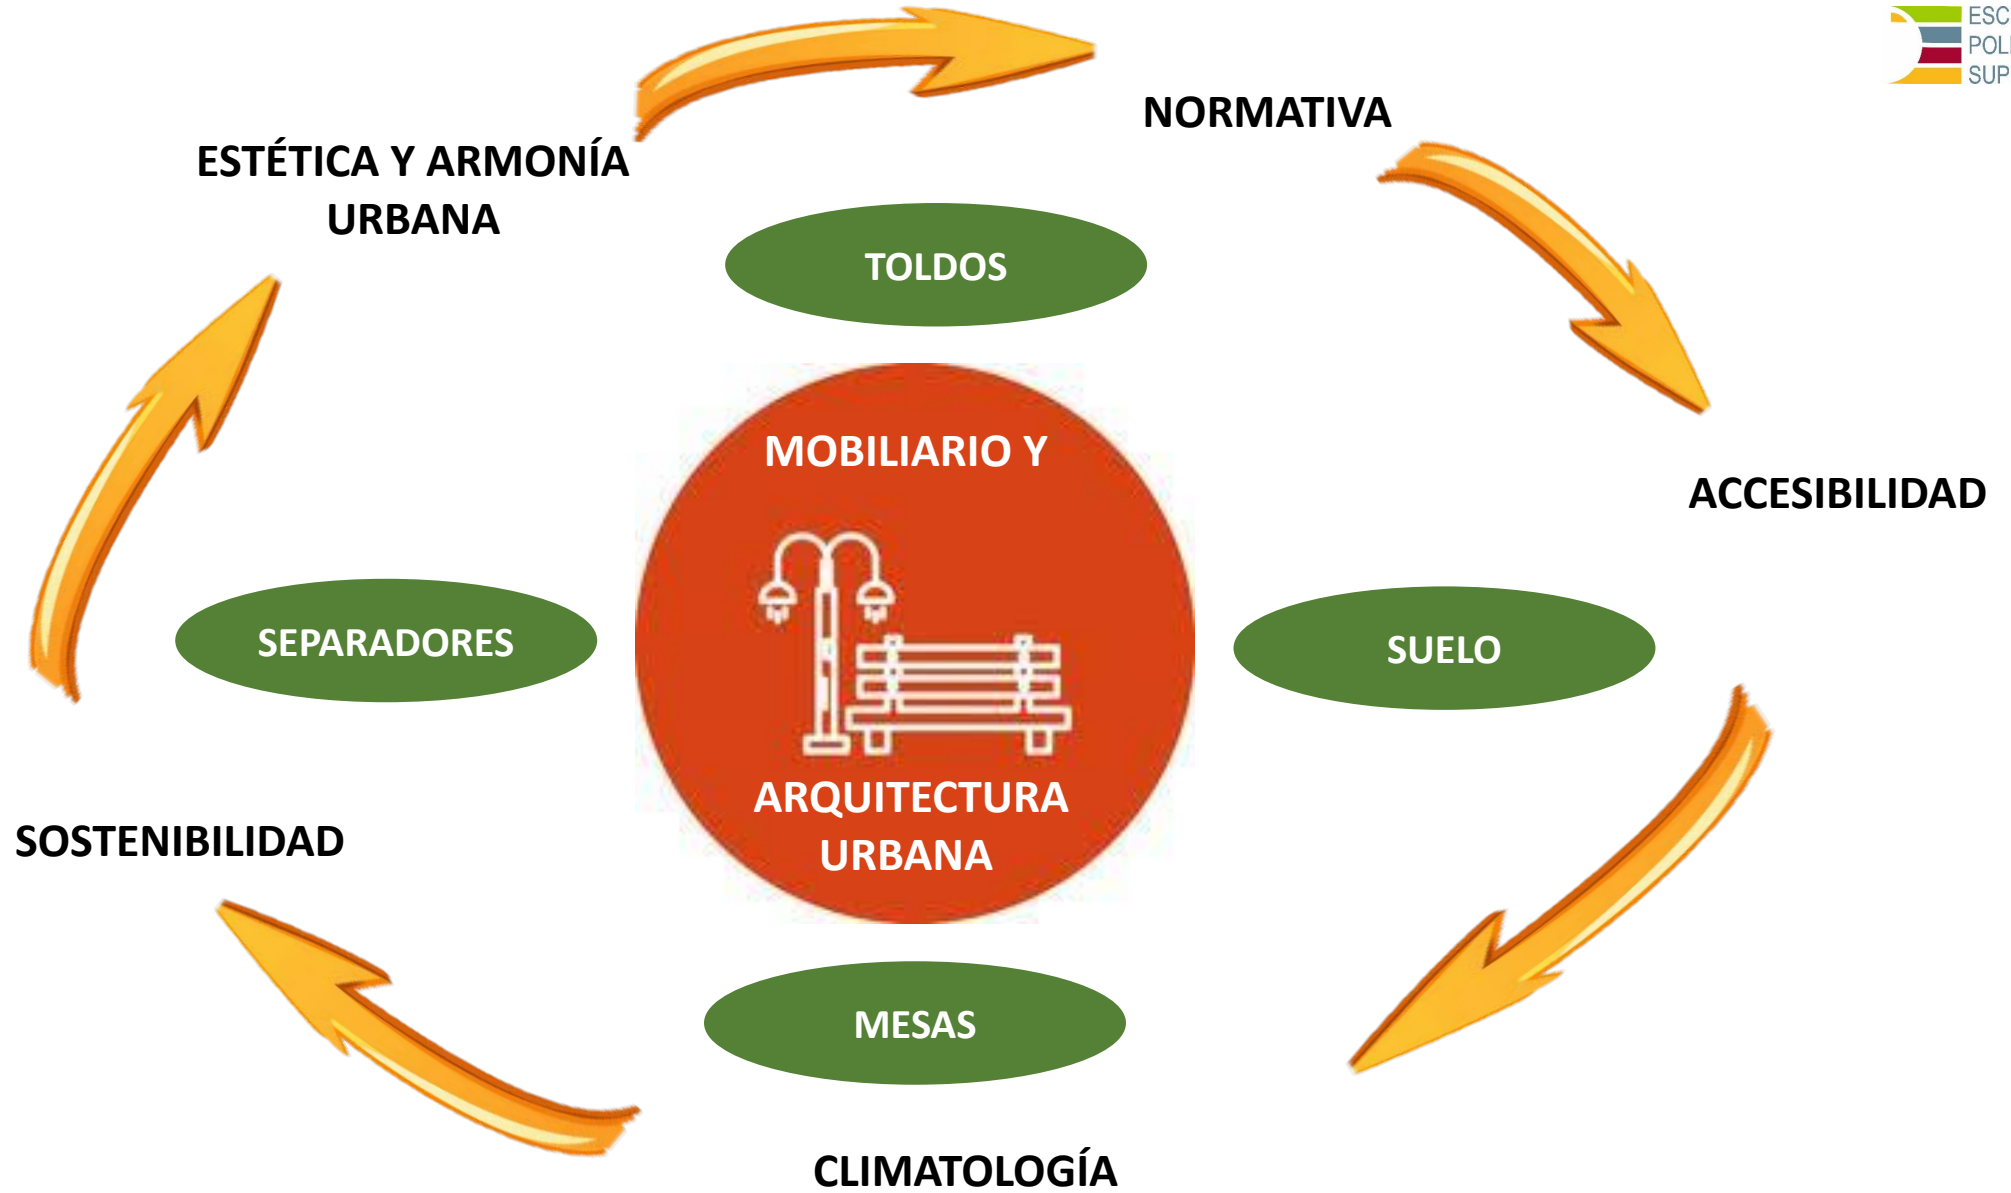 ESTÉTICA Y ARMONÍA
URBANA
NORMATIVA
TOLDOS
MOBILIARIO Y
ACCESIBILIDAD
SEPARADORES
SUELO
ARQUITECTURA
URBANA
SOSTENIBILIDAD
MESAS
CLIMATOLOGÍA